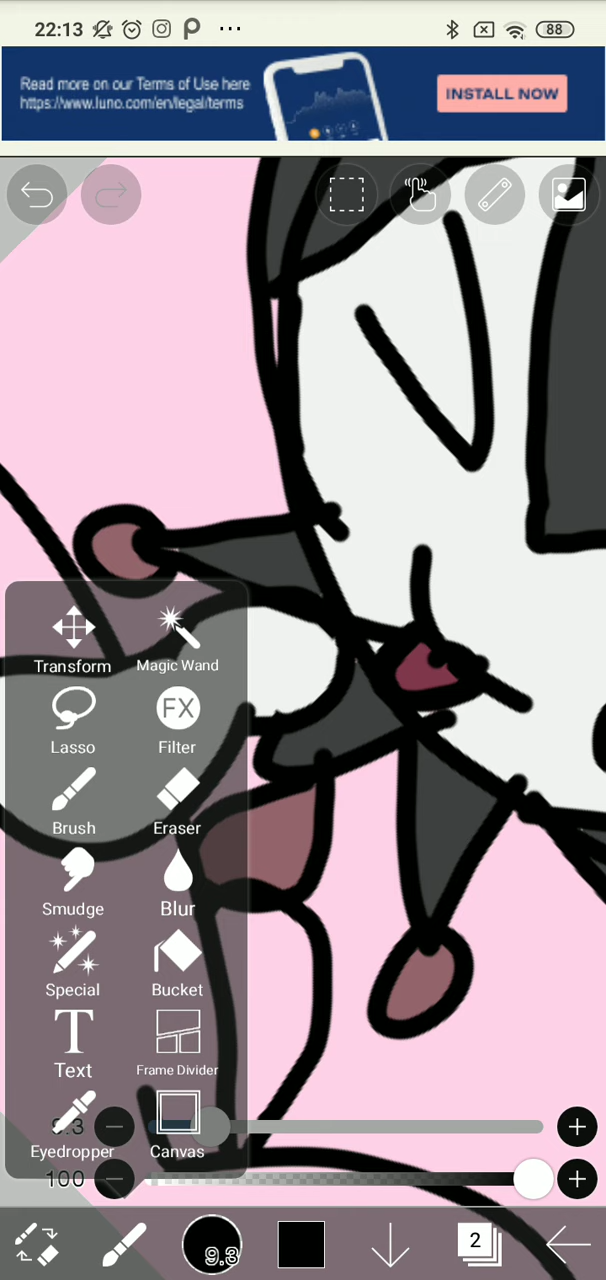 22:13 ... 88
Read more on our Terms of Use here
https://www.luno.com/en/legal/terms
INSTALL NOW
Transform Magic Wand
FX
Lasso Filter
Brush Eraser
Smudge Blur
Special Bucket
T
Text Frame Divider
9.3
Eyedropper Canvas
100
9.3 2